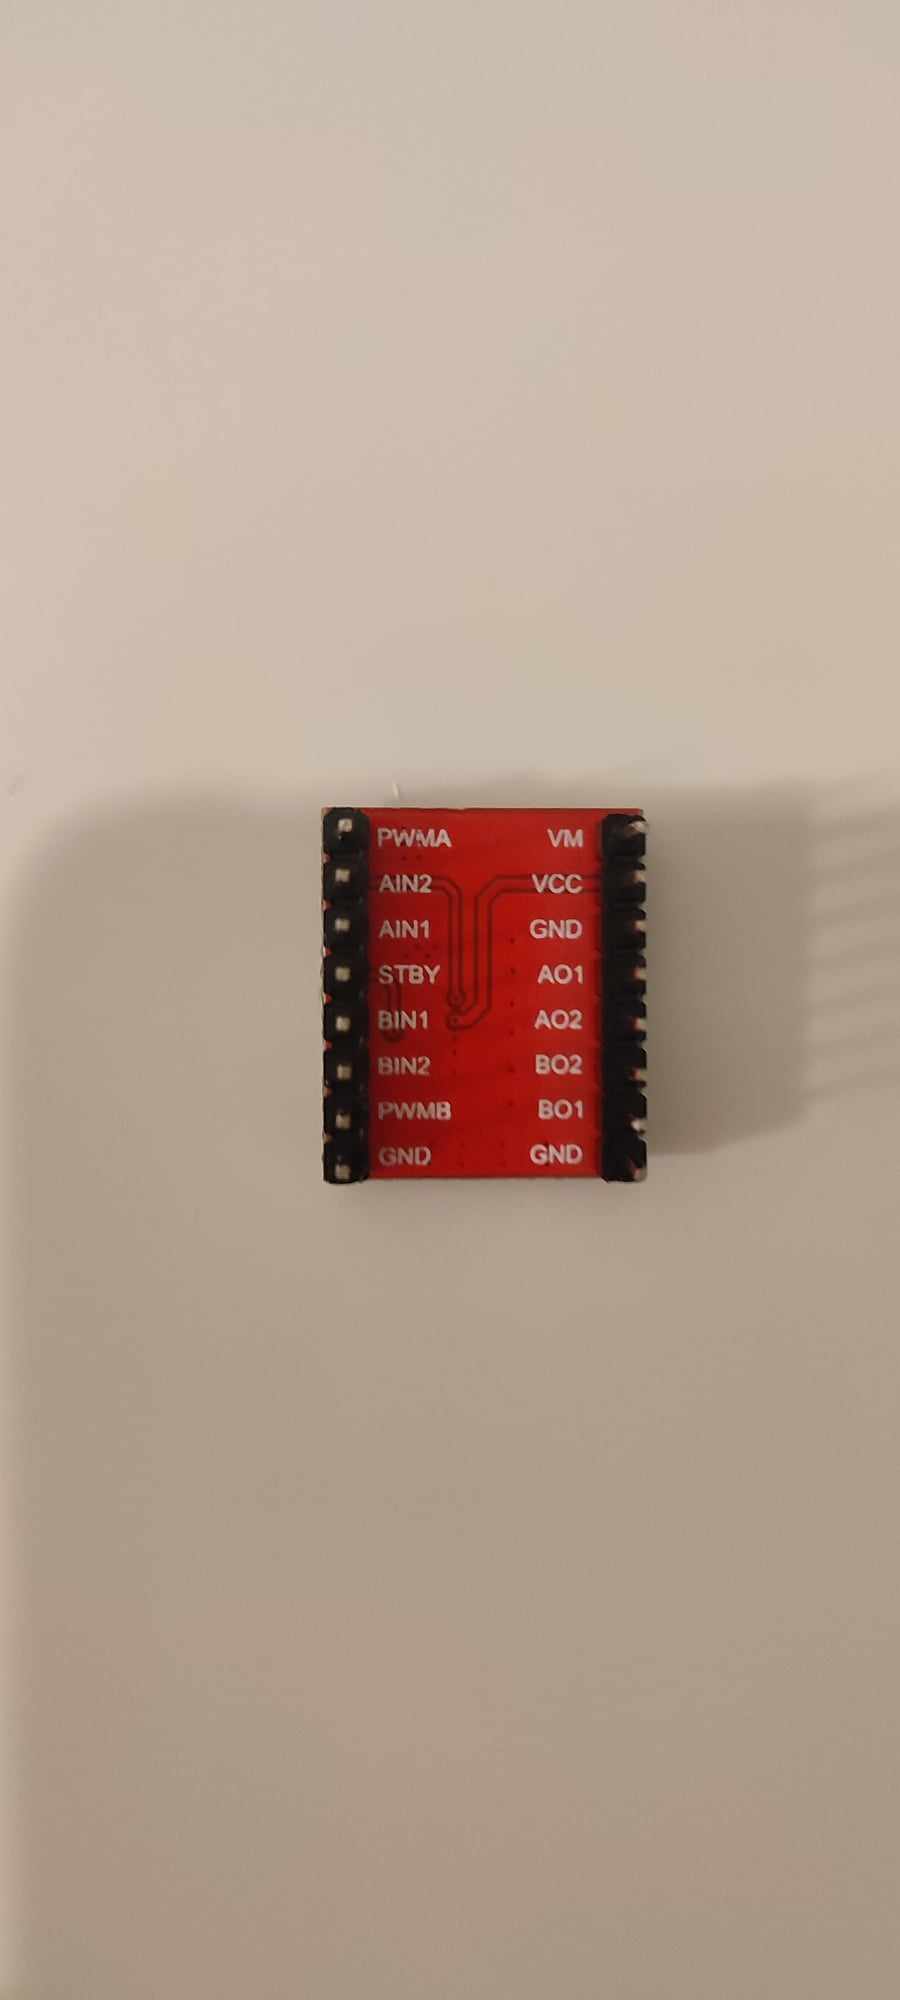 PWMA VM
AIN2 VCC
AIN1 GND
STBY AO1
BIN1 AO2
BIN2 BO2
PWMB BO1
GND GND